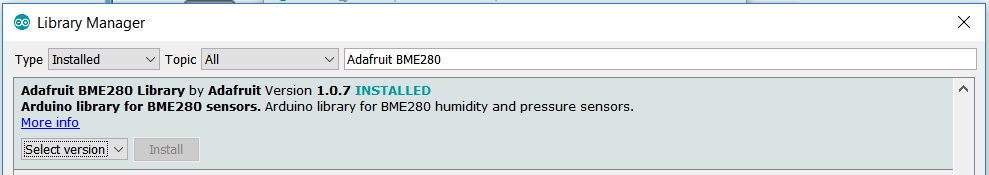 Library Manager
Type Installed Topic All Adafruit BME280
Adafruit BME280 Library by Adafruit Version 1.0.7 INSTALLED
Arduino library for BME280 sensors. Arduino library for BME280 humidity and pressure sensors.
More info
Select version Install